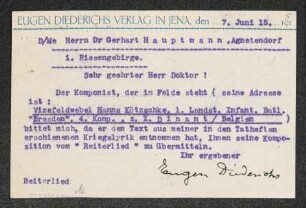 EUGEN DIEDERICHS VERLAG IN JENA, den 7. Juni 15.
D/Me Herrn Dr Gerhart Hauptmann, Agnetendorf
i. Riesengebirge.
Sehr geehrter Herr Doktor !
Der Komponist, der im Felde steht ( seine Adresse
ist :
Vizefeldwebel Hanns Kötzschke, 1. Landst. Infant. Batl.
"Dresden", 4. Komp., z. Z. Dinant / Belgien )
bittet mich, da er den Text aus meiner in den Tatheften
erschienenen Kriegslyrik entnommen hat, Ihnen seine Kompo-
sition vom "Reiterlied" zu übermitteln.
Ihr ergebener
Eugen Diederichs
Reiterlied